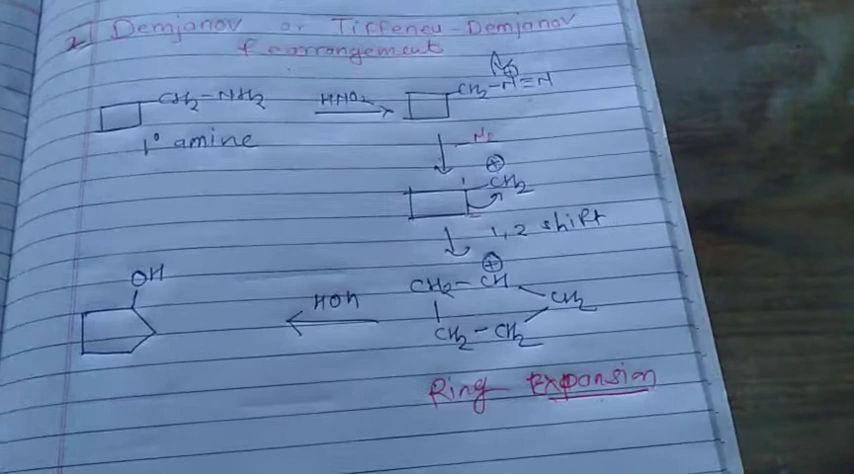 2] Demjanov or Tiffeneu-Demjanov
rearrangement
CH2-NH2 HNO2 CH2-N=N
1° amine
-N2
⊕
CH2
1,2 shift
⊕
OH
CH2-CH
HOH
CH2
CH2-CH2
Ring Expansion